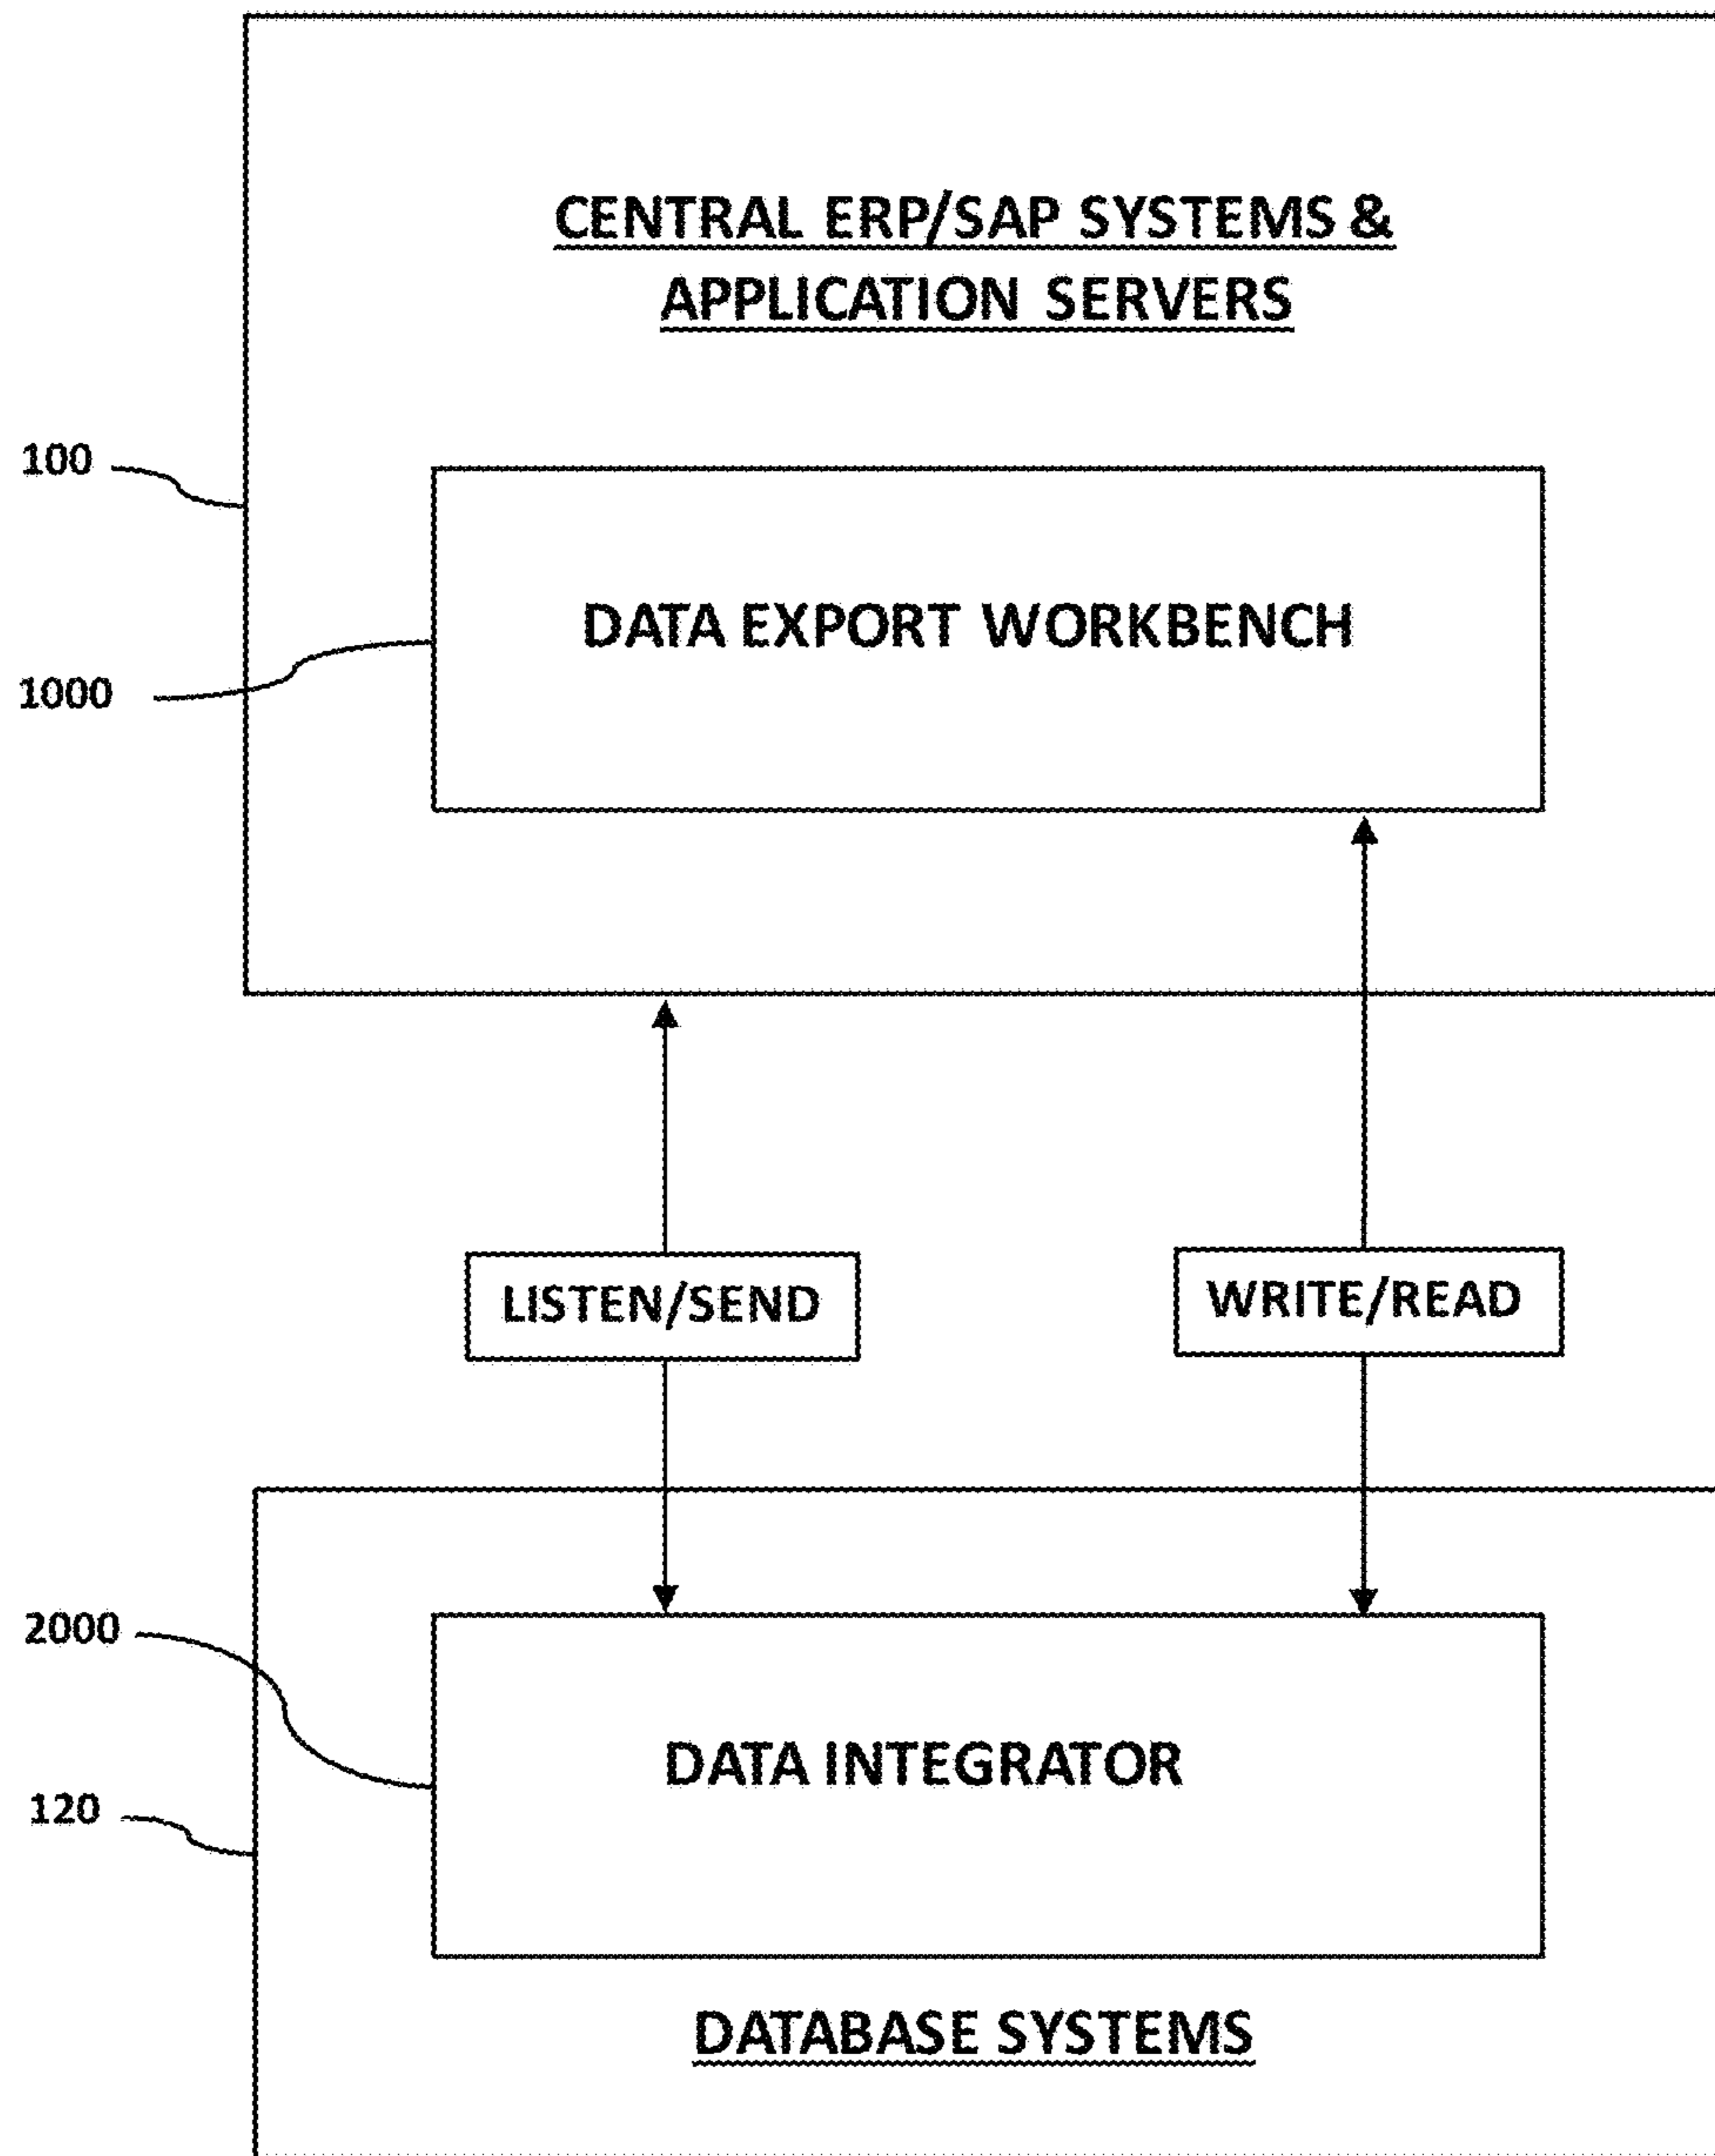 CENTRAL ERP/SAP SYSTEMS &
APPLICATION SERVERS
100
DATA EXPORT WORKBENCH
1000
LISTEN/SEND
WRITE/READ
2000
DATA INTEGRATOR
120
DATABASE SYSTEMS